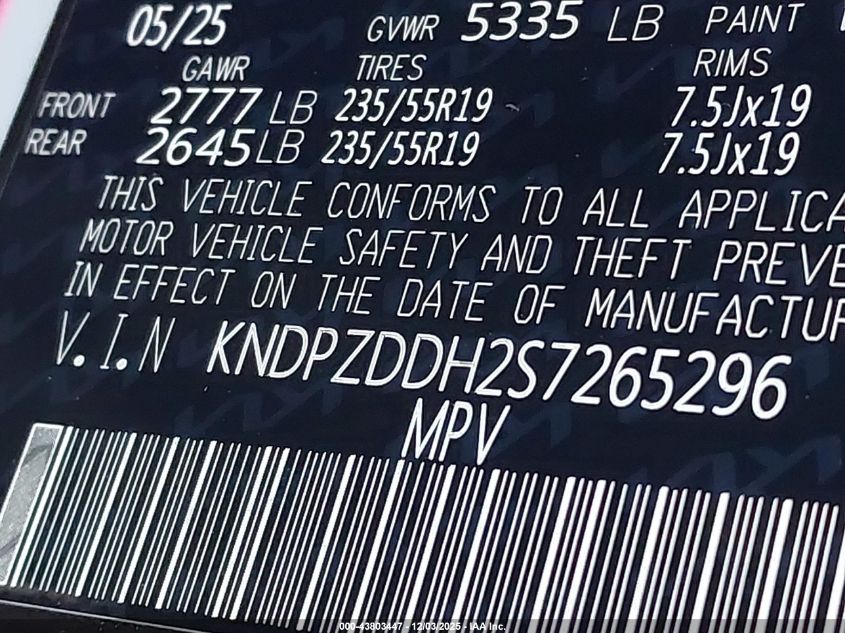 05/25 GVWR 5335 LB PAINT
GAWR TIRES RIMS
FRONT 2777 LB 235/55R19 7.5Jx19
REAR 2645 LB 235/55R19 7.5Jx19
THIS VEHICLE CONFORMS TO ALL APPLICA
MOTOR VEHICLE SAFETY AND THEFT PREVE
IN EFFECT ON THE DATE OF MANUFACTUR
V.I.N KNDPZDDH2S7265296
MPV
000-43803447 - 12/03/2025 - IAA Inc.